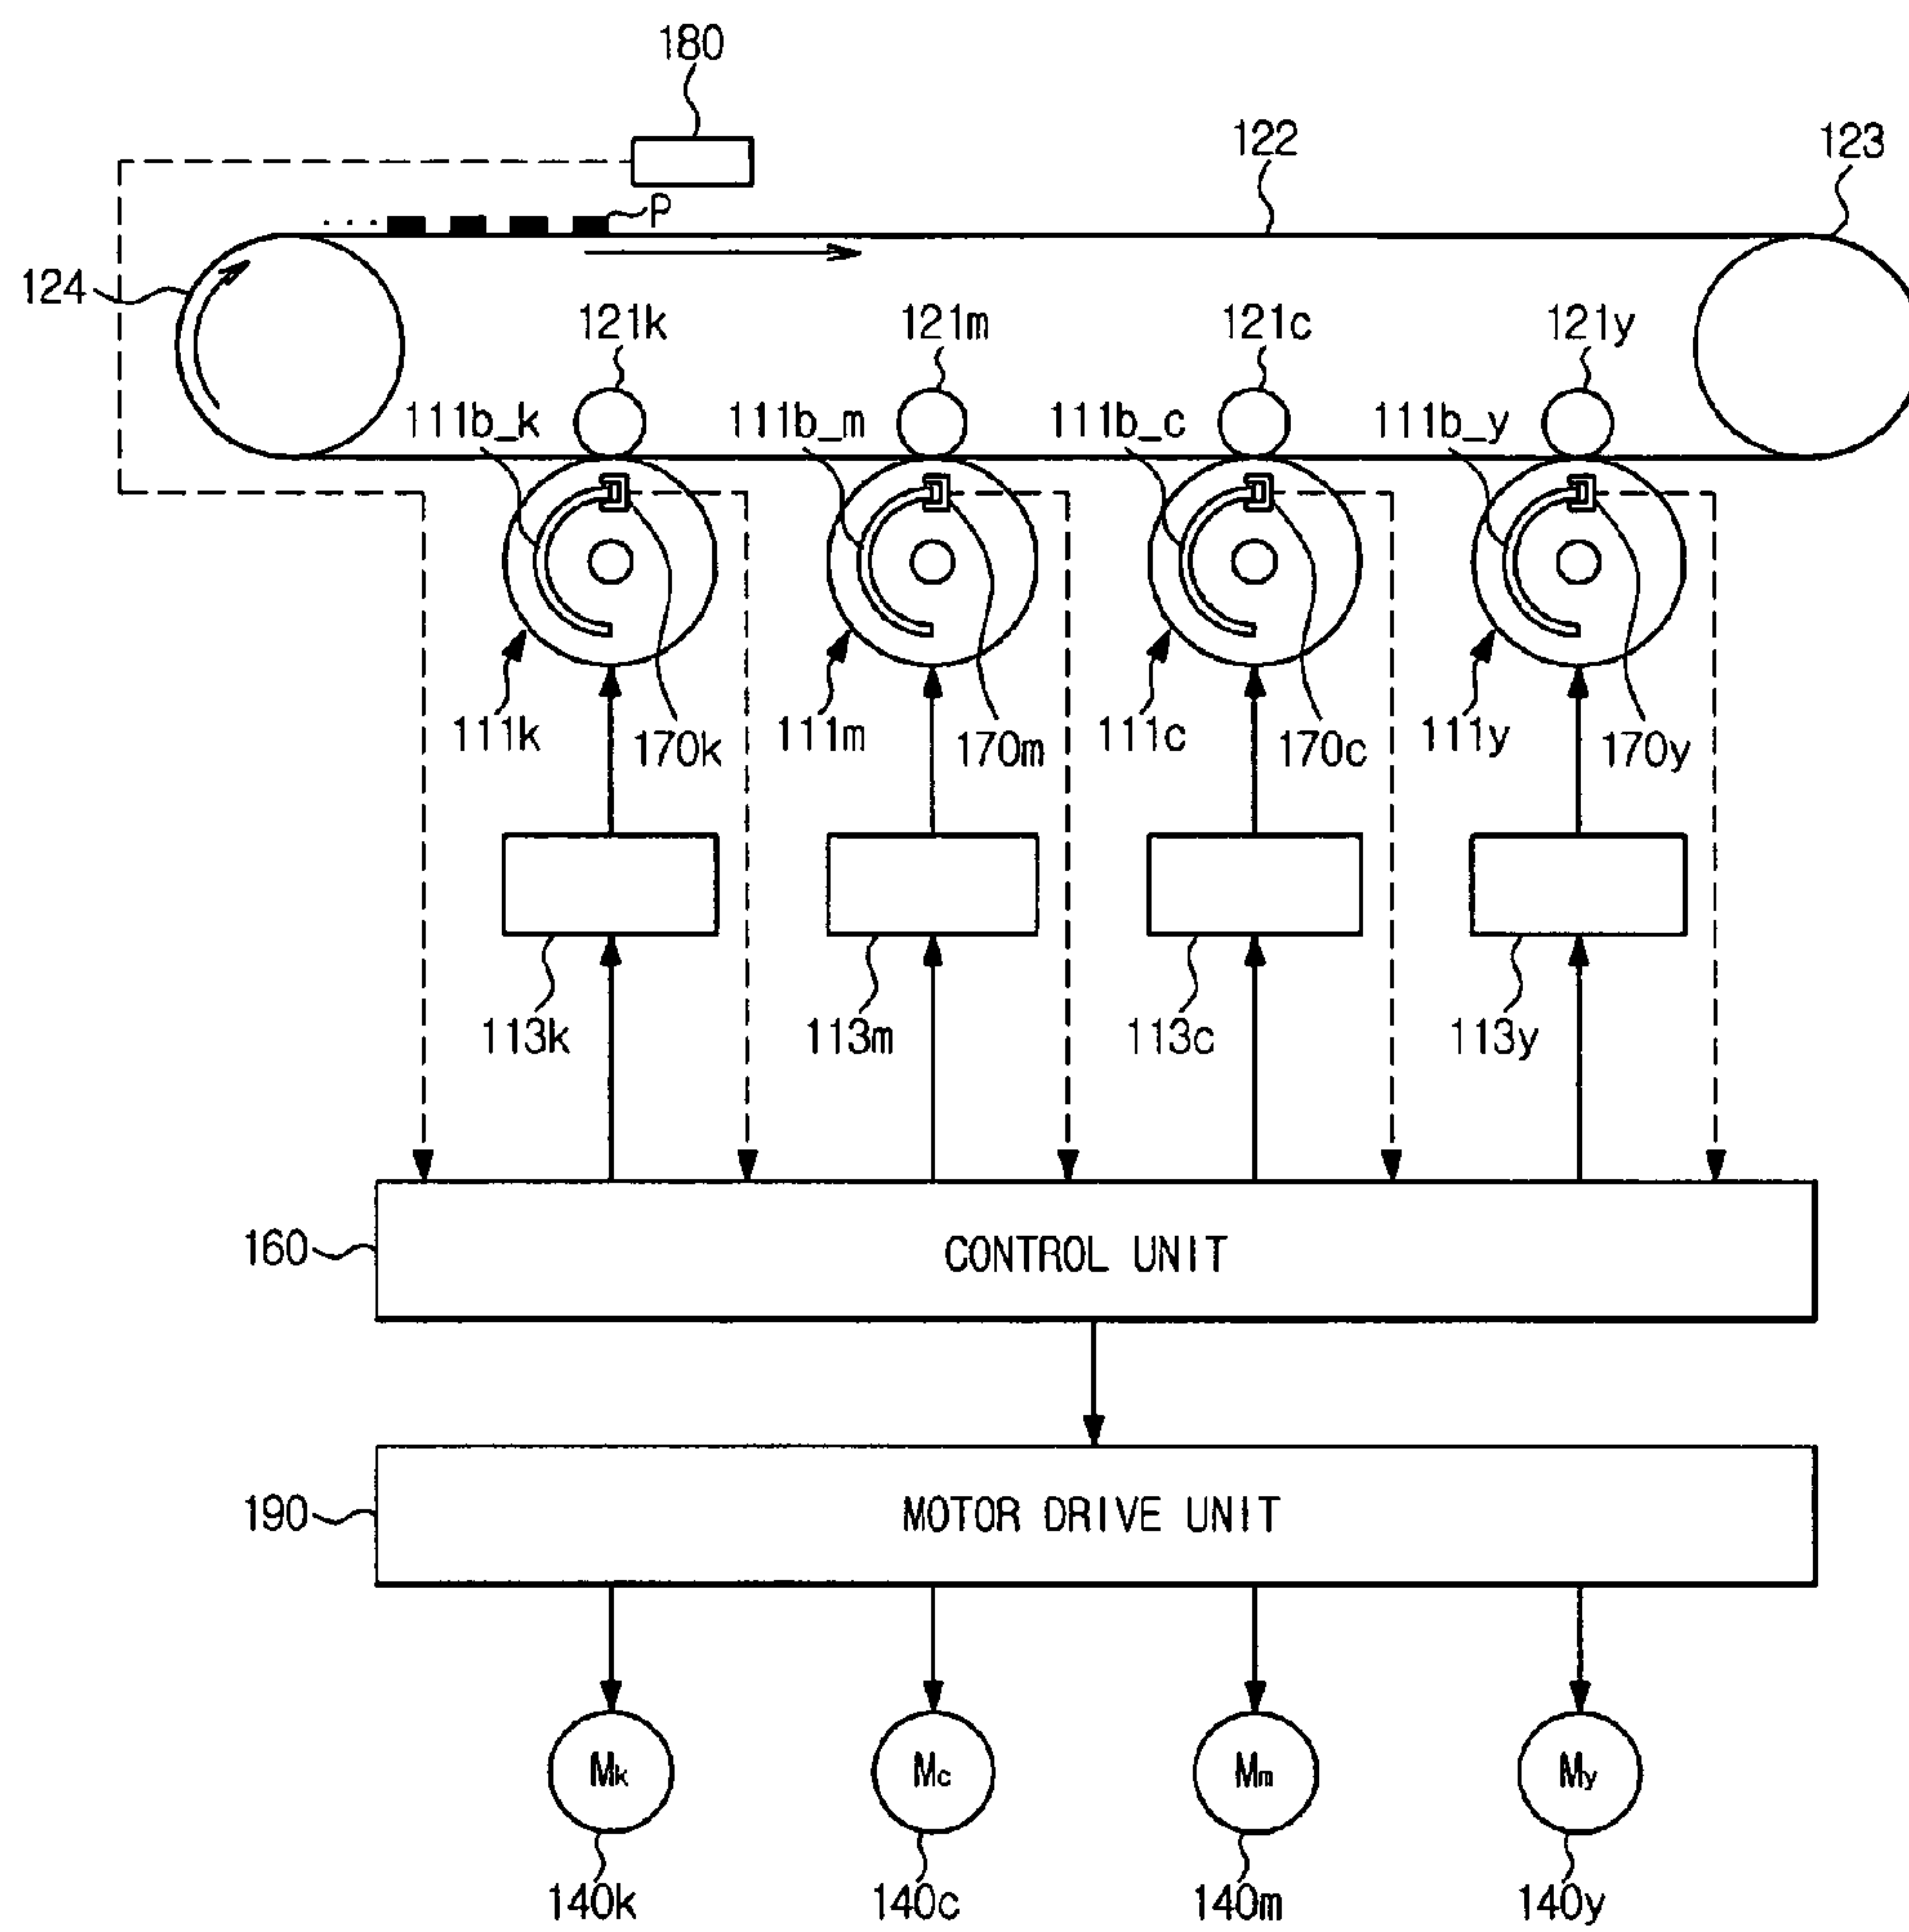 180
122
123
P
124
121k 121m 121c 121y
111b_k 111b_m 111b_c 111b_y
111k 170k 111m 170m 111c 170c 111y 170y
113k 113m 113c 113y
160
CONTROL UNIT
190
MOTOR DRIVE UNIT
Mk Mc Mm My
140k 140c 140m 140y